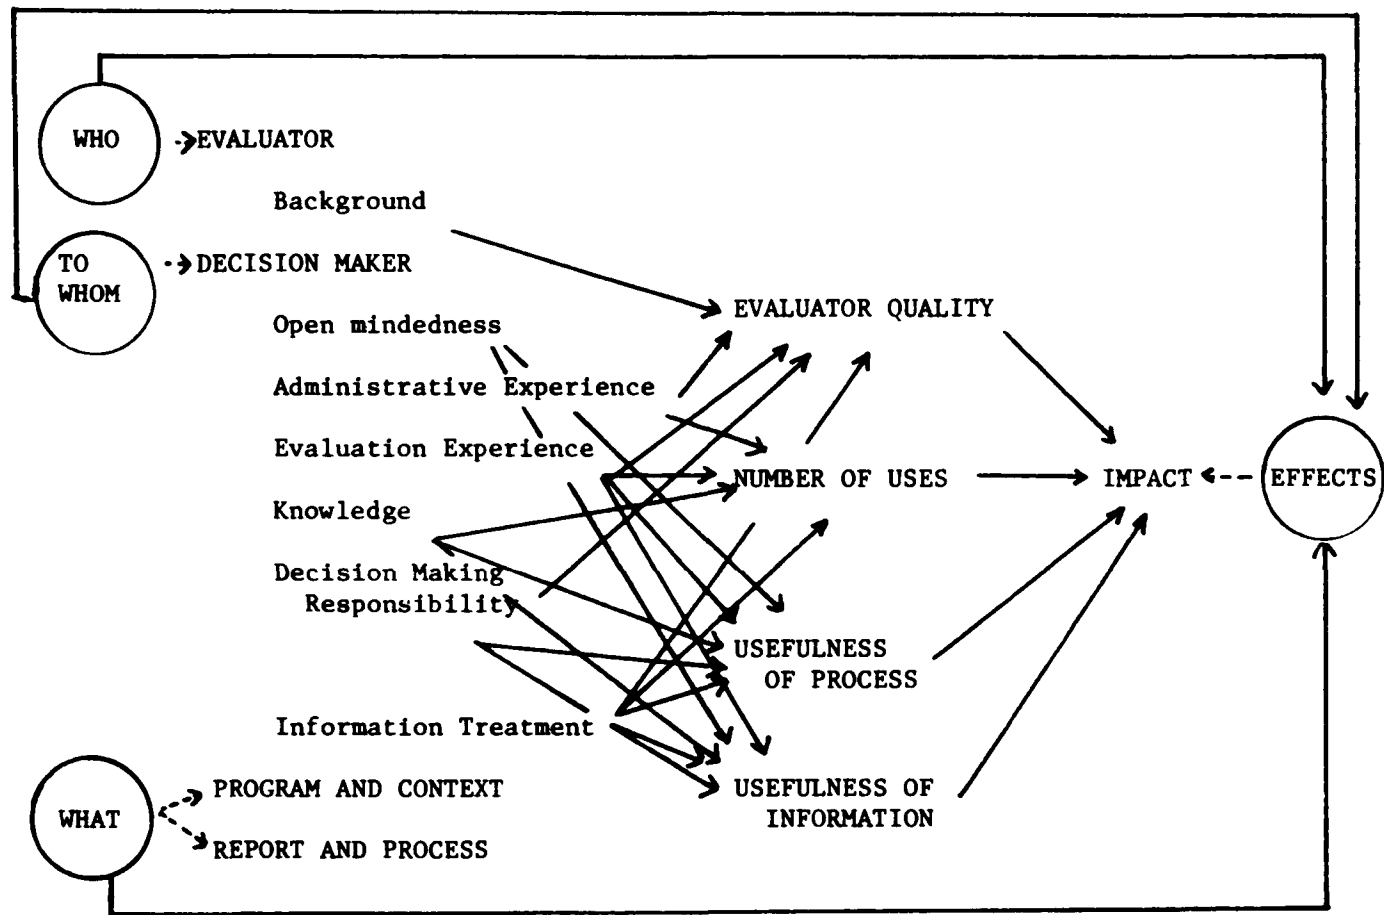 WHO
EVALUATOR
Background
TO
WHOM
DECISION MAKER
Open mindedness
EVALUATOR QUALITY
Administrative Experience
Evaluation Experience
NUMBER OF USES
IMPACT
EFFECTS
Knowledge
Decision Making
Responsibility
USEFULNESS
OF PROCESS
Information Treatment
PROGRAM AND CONTEXT
USEFULNESS OF
INFORMATION
WHAT
REPORT AND PROCESS